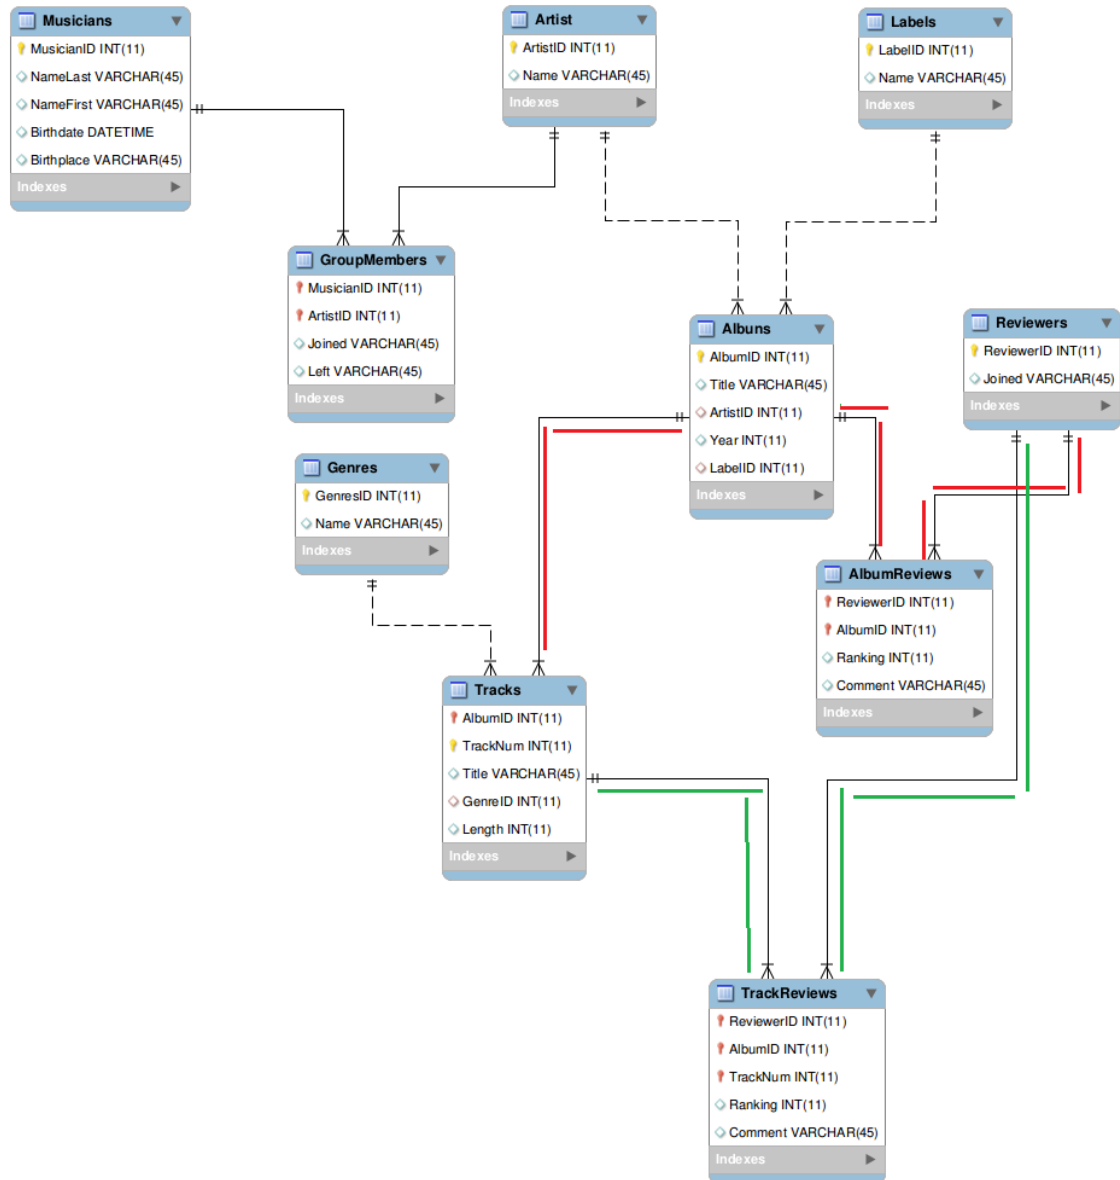 Musicians
MusicianID INT(11)
NameLast VARCHAR(45)
NameFirst VARCHAR(45)
Birthdate DATETIME
Birthplace VARCHAR(45)
Indexes
Artist
ArtistID INT(11)
Name VARCHAR(45)
Indexes
Labels
LabelID INT(11)
Name VARCHAR(45)
Indexes
GroupMembers
MusicianID INT(11)
ArtistID INT(11)
Joined VARCHAR(45)
Left VARCHAR(45)
Indexes
Albuns
AlbumID INT(11)
Title VARCHAR(45)
ArtistID INT(11)
Year INT(11)
LabelID INT(11)
Indexes
Reviewers
ReviewerID INT(11)
Joined VARCHAR(45)
Indexes
Genres
GenresID INT(11)
Name VARCHAR(45)
Indexes
AlbumReviews
ReviewerID INT(11)
AlbumID INT(11)
Ranking INT(11)
Comment VARCHAR(45)
Indexes
Tracks
AlbumID INT(11)
TrackNum INT(11)
Title VARCHAR(45)
GenreID INT(11)
Length INT(11)
Indexes
TrackReviews
ReviewerID INT(11)
AlbumID INT(11)
TrackNum INT(11)
Ranking INT(11)
Comment VARCHAR(45)
Indexes